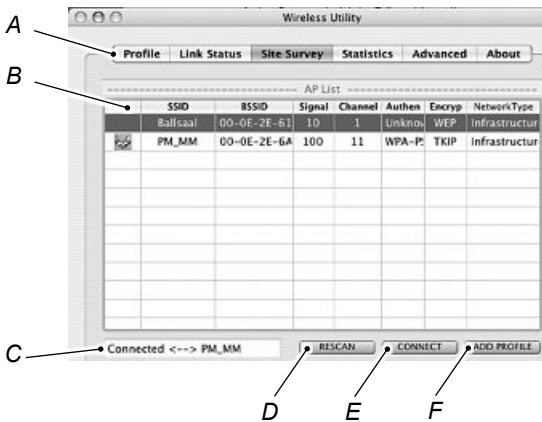 Wireless Utility
A
Profile Link Status Site Survey Statistics Advanced About
B
AP List
SSID BSSID Signal Channel Authen Encryp NetworkType
Ballsaal 00-0E-2E-61 10 1 Unknow WEP Infrastructur
PM_MM 00-0E-2E-6A 100 11 WPA-PS TKIP Infrastructur
C
Connected <--> PM_MM RESCAN CONNECT ADD PROFILE
D E F